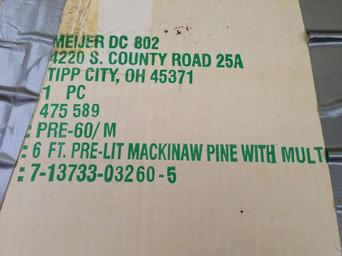 MEIJER DC 802
4220 S. COUNTY ROAD 25A
TIPP CITY, OH 45371
1 PC
475 589
: PRE-60/M
: 6 FT. PRE-LIT MACKINAW PINE WITH MULT
: 7-13733-03260-5